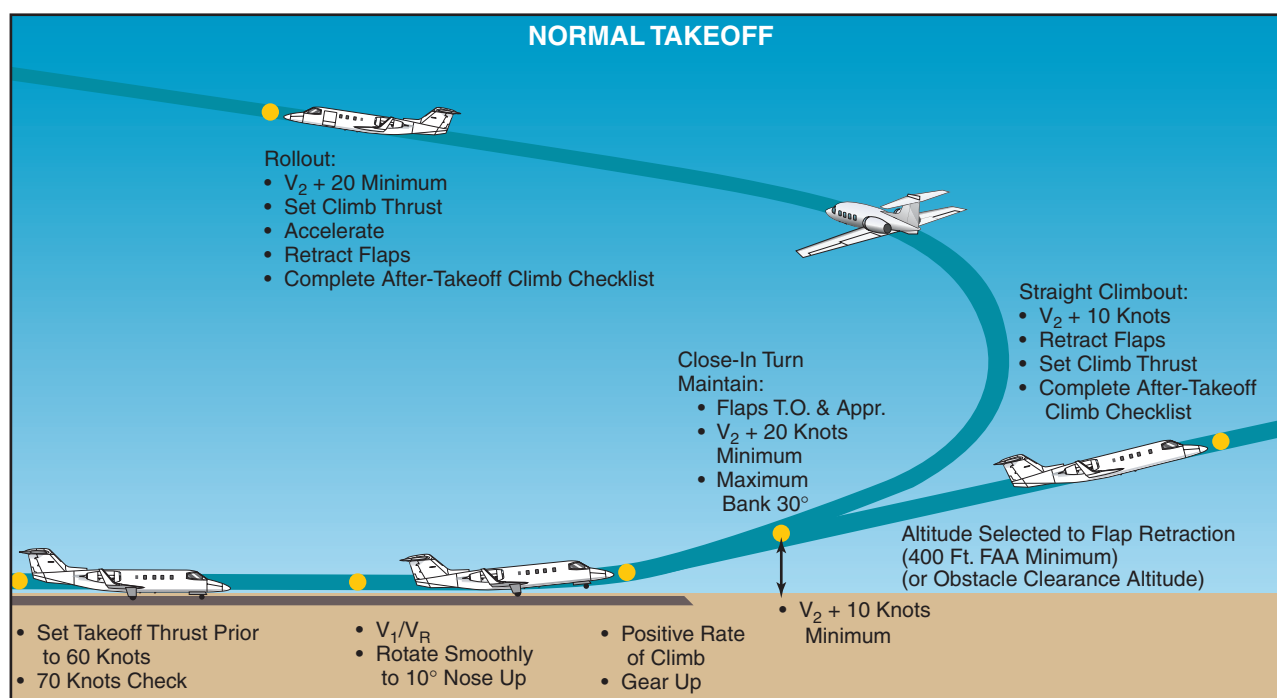 NORMAL TAKEOFF
Rollout:
• V₂ + 20 Minimum
• Set Climb Thrust
• Accelerate
• Retract Flaps
• Complete After-Takeoff Climb Checklist
Straight Climbout:
• V₂ + 10 Knots
• Retract Flaps
• Set Climb Thrust
• Complete After-Takeoff
Climb Checklist
Close-In Turn
Maintain:
• Flaps T.O. & Appr.
• V₂ + 20 Knots
Minimum
• Maximum
Bank 30°
Altitude Selected to Flap Retraction
(400 Ft. FAA Minimum)
(or Obstacle Clearance Altitude)
• Set Takeoff Thrust Prior
to 60 Knots
• 70 Knots Check
• V₁/V_R
• Rotate Smoothly
to 10° Nose Up
• Positive Rate
of Climb
• Gear Up
• V₂ + 10 Knots
Minimum